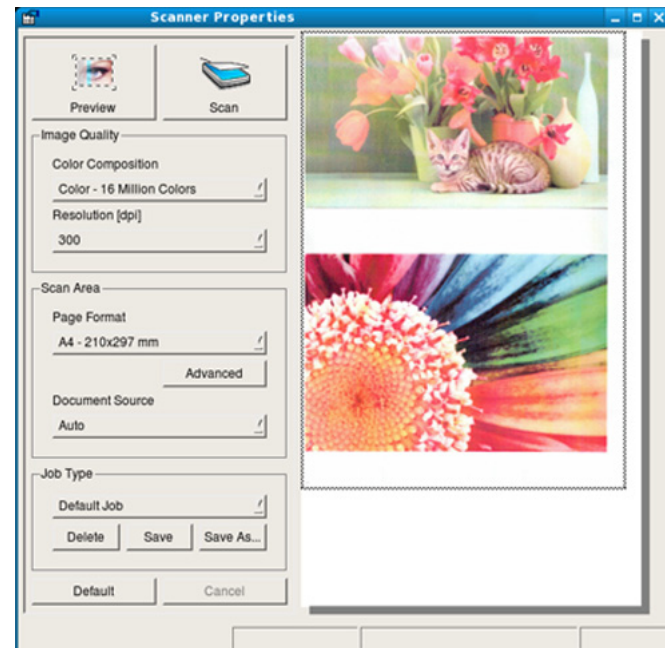 Scanner Properties
Preview
Scan
Image Quality
Color Composition
Color - 16 Million Colors
Resolution [dpi]
300
Scan Area
Page Format
A4 - 210x297 mm
Advanced
Document Source
Auto
Job Type
Default Job
Delete
Save
Save As...
Default
Cancel